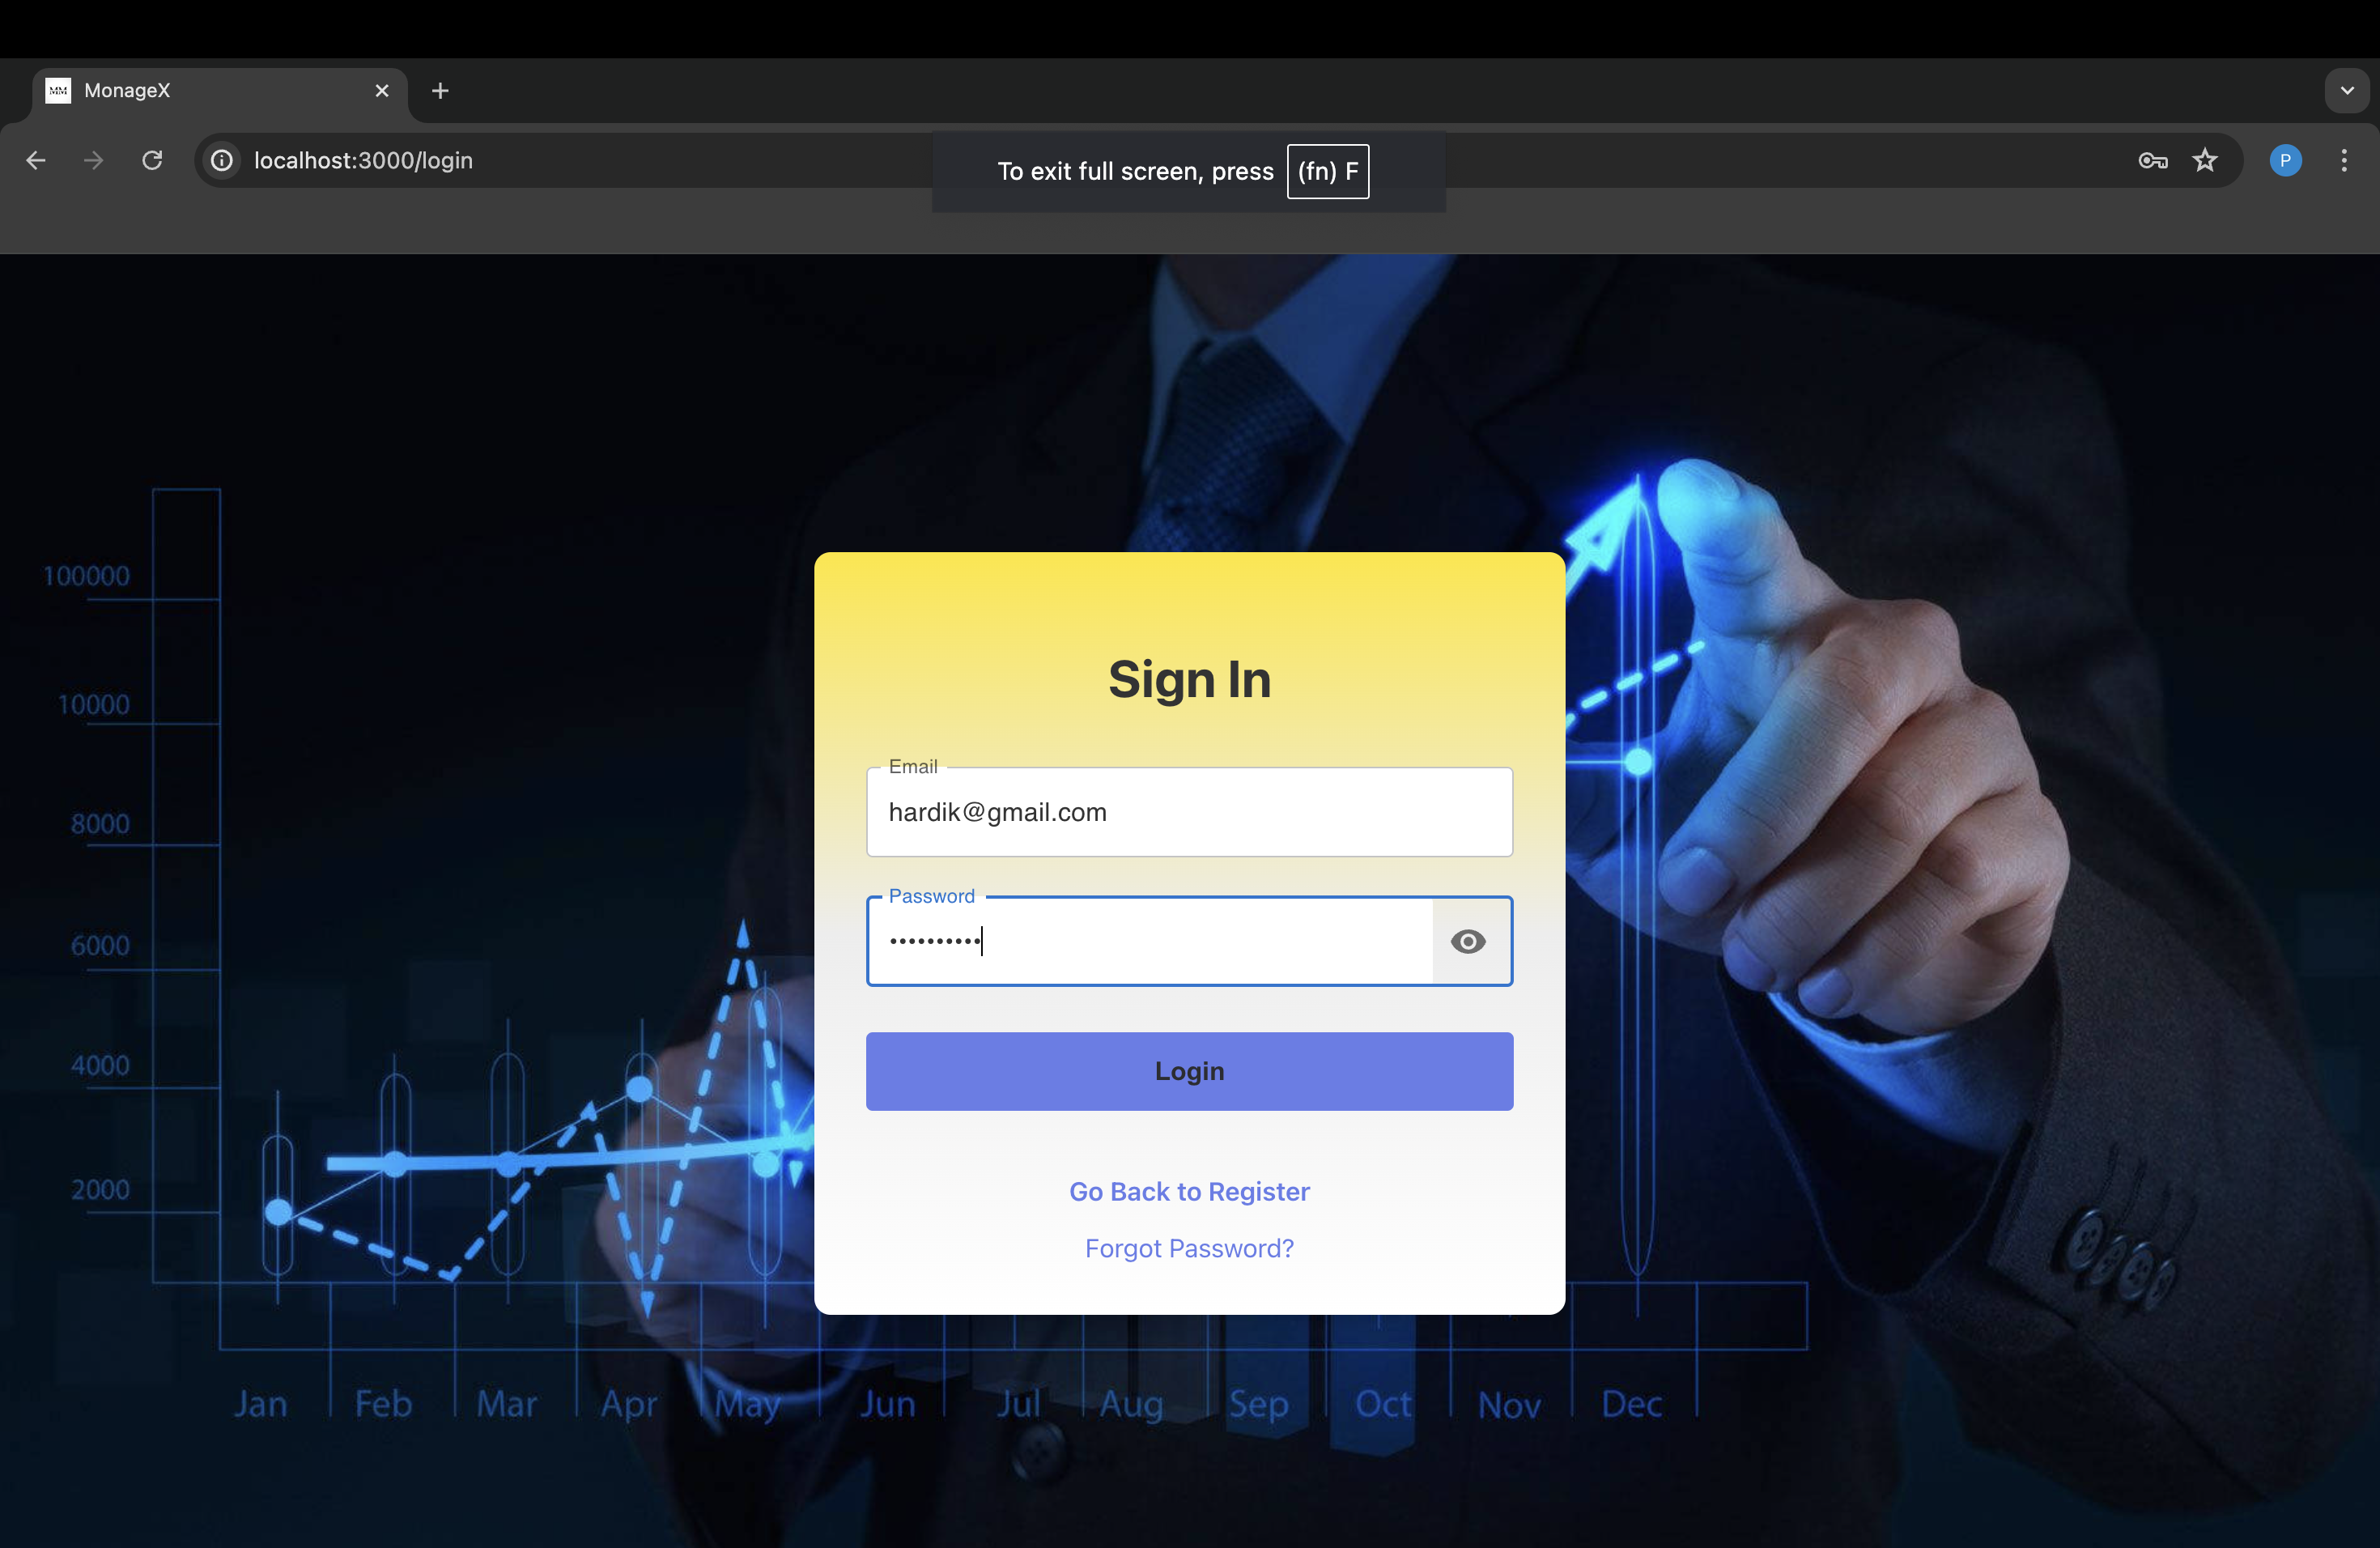 MonageX
localhost:3000/login
To exit full screen, press (fn) F
P
Sign In
Email
hardik@gmail.com
Password
••••••••••
Login
Go Back to Register
Forgot Password?
100000
10000
8000
6000
4000
2000
Jan Feb Mar Apr May Jun Jul Aug Sep Oct Nov Dec